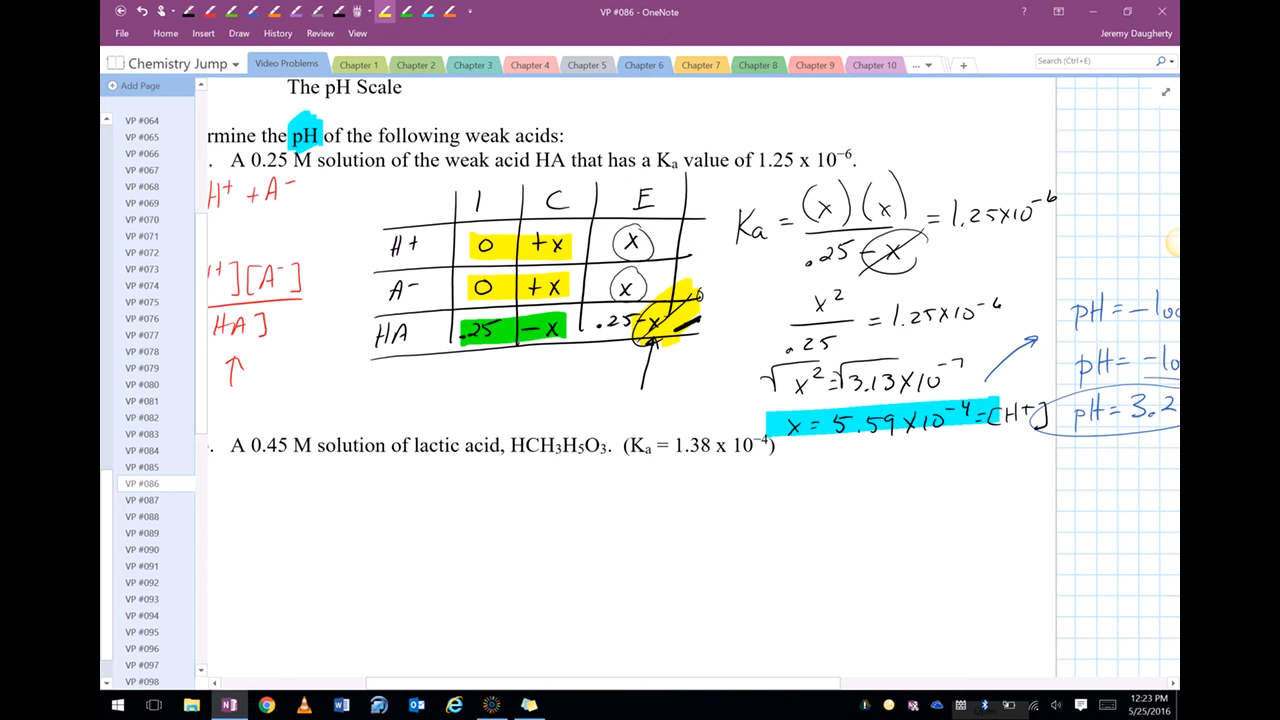 VP #086 - OneNote
Jeremy Daugherty
File Home Insert Draw History Review View
Chemistry Jump Video Problems Chapter 1 Chapter 2 Chapter 3 Chapter 4 Chapter 5 Chapter 6 Chapter 7 Chapter 8 Chapter 9 Chapter 10 ... Search (Ctrl+E)
Add Page
VP #064
VP #065
VP #066
VP #067
VP #068
VP #069
VP #070
VP #071
VP #072
VP #073
VP #074
VP #075
VP #076
VP #077
VP #078
VP #079
VP #080
VP #081
VP #082
VP #083
VP #084
VP #085
VP #086
VP #087
VP #088
VP #089
VP #090
VP #091
VP #092
VP #093
VP #094
VP #095
VP #096
VP #097
VP #098
The pH Scale
rmine the pH of the following weak acids:
. A 0.25 M solution of the weak acid HA that has a Ka value of 1.25 x 10⁻⁶.
H⁺ + A⁻
⁺][A⁻]
HA]
↑
I C E
H+ 0 +x x
A⁻ 0 +x x
HA .25 -x .25-x
Ka = (x)(x) / .25-x = 1.25x10⁻⁶
x² / .25 = 1.25x10⁻⁶
√x² = √3.13x10⁻⁷
x = 5.59x10⁻⁴ = [H+]
pH = -lo
pH = -lo
pH = 3.2
. A 0.45 M solution of lactic acid, HCH₃H₅O₃. (Ka = 1.38 x 10⁻⁴)
12:23 PM
5/25/2016